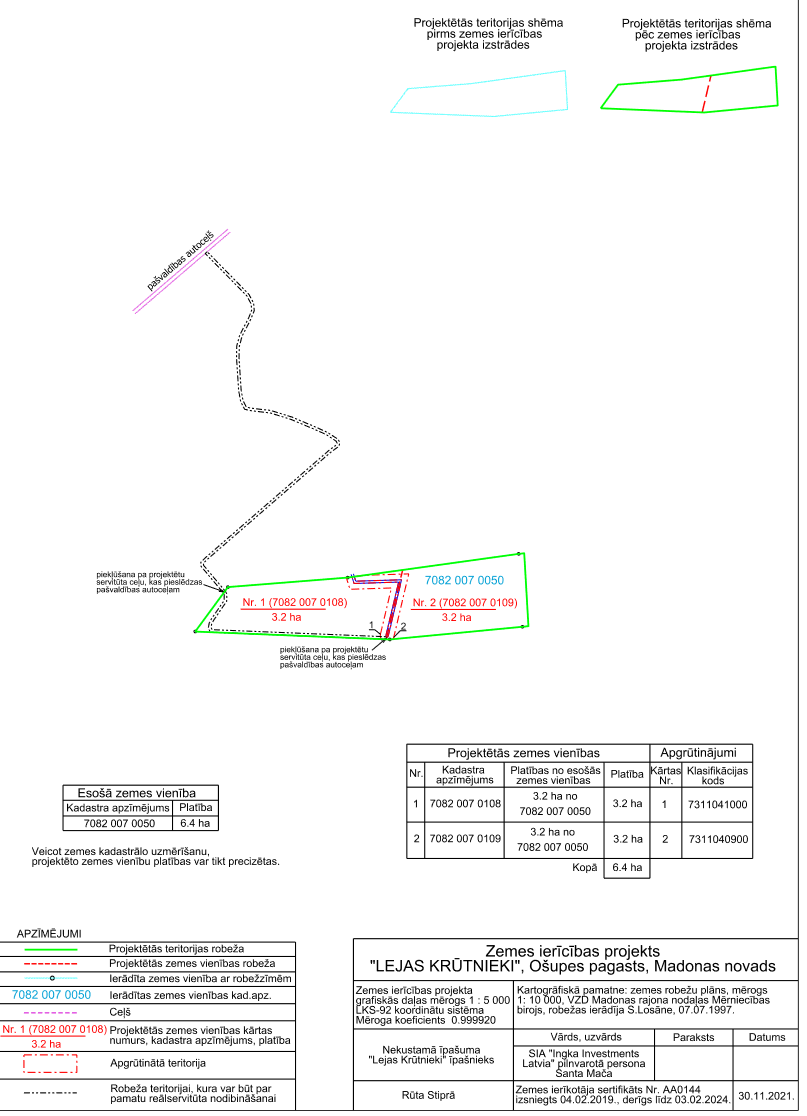 Projektētās teritorijas shēma
pirms zemes ierīcības
projekta izstrādes
Projektētās teritorijas shēma
pēc zemes ierīcības
projekta izstrādes
pašvaldības autoceļš
piekļūšana pa projektētu
servitūta ceļu, kas pieslēdzas
pašvaldības autoceļam
7082 007 0050
Nr. 1 (7082 007 0108)
3.2 ha
Nr. 2 (7082 007 0109)
3.2 ha
1
2
piekļūšana pa projektētu
servitūta ceļu, kas pieslēdzas
pašvaldības autoceļam
Esošā zemes vienība
Kadastra apzīmējums Platība
7082 007 0050 6.4 ha
Veicot zemes kadastrālo uzmērīšanu,
projektēto zemes vienību platības var tikt precizētas.
Projektētās zemes vienības Apgrūtinājumi
Nr. Kadastra apzīmējums Platības no esošās zemes vienības Platība Kārtas Nr. Klasifikācijas kods
1 7082 007 0108 3.2 ha no 7082 007 0050 3.2 ha 1 7311041000
2 7082 007 0109 3.2 ha no 7082 007 0050 3.2 ha 2 7311040900
Kopā 6.4 ha
APZĪMĒJUMI
Projektētās teritorijas robeža
Projektētās zemes vienības robeža
Ierādīta zemes vienība ar robežzīmēm
7082 007 0050 Ierādītas zemes vienības kad.apz.
Ceļš
Nr. 1 (7082 007 0108) Projektētās zemes vienības kārtas
3.2 ha numurs, kadastra apzīmējums, platība
Apgrūtinātā teritorija
Robeža teritorijai, kura var būt par
pamatu reālservitūta nodibināšanai
Zemes ierīcības projekts
"LEJAS KRŪTNIEKI", Ošupes pagasts, Madonas novads
Zemes ierīcības projekta
grafiskās daļas mērogs 1 : 5 000
LKS-92 koordinātu sistēma
Mēroga koeficients 0.999920
Kartogrāfiskā pamatne: zemes robežu plāns, mērogs
1: 10 000, VZD Madonas rajona nodaļas Mērniecības
birojs, robežas ierādīja S.Losāne, 07.07.1997.
Vārds, uzvārds Paraksts Datums
Nekustamā īpašuma
"Lejas Krūtnieki" īpašnieks
SIA "Ingka Investments
Latvia" pilnvarotā persona
Santa Mača
Rūta Stiprā
Zemes ierīkotāja sertifikāts Nr. AA0144
izsniegts 04.02.2019., derīgs līdz 03.02.2024.
30.11.2021.